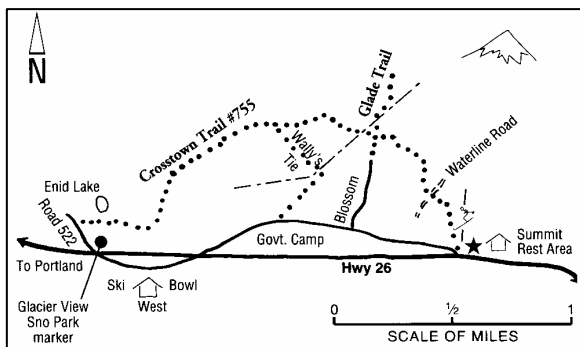 N
Crosstown Trail #755
Glade Trail
Wally's
Tie
Waterline Road
Enid Lake
Road 522
Blossom
Govt. Camp
Summit
Rest Area
To Portland
Hwy 26
Ski Bowl
West
Glacier View
Sno Park
marker
0 ½ 1
SCALE OF MILES